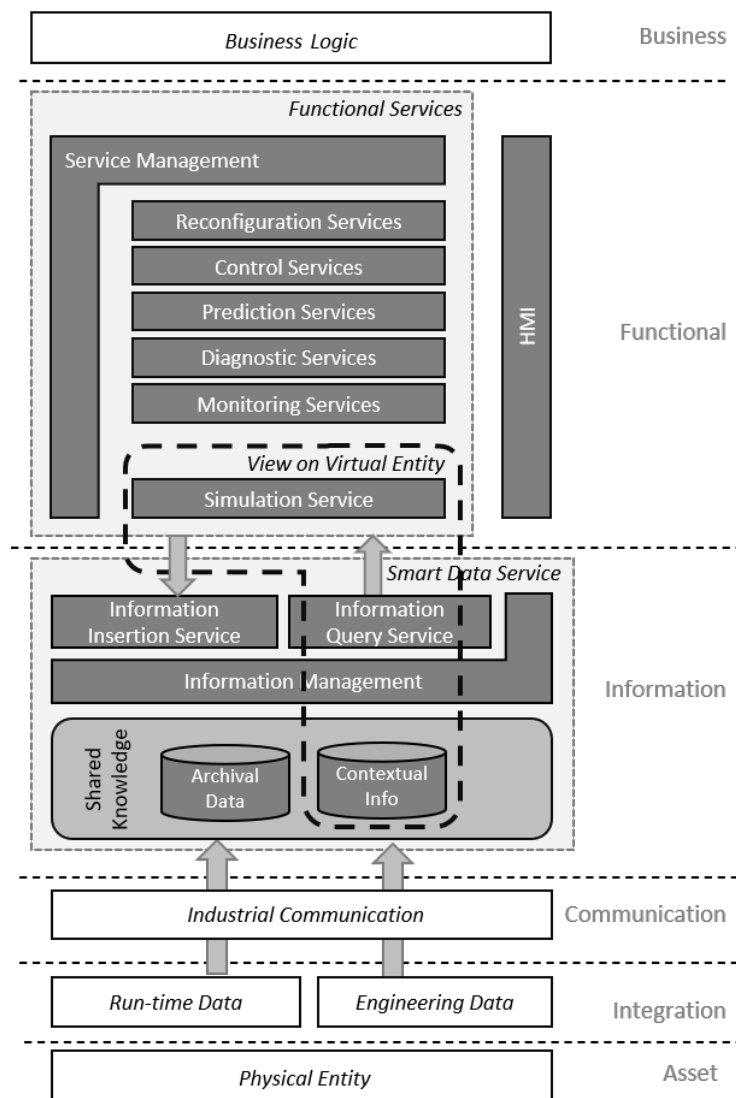 Business Logic
Business
Functional Services
Service Management
Reconfiguration Services
Control Services
Prediction Services
Diagnostic Services
Monitoring Services
View on Virtual Entity
Simulation Service
HMI
Functional
Smart Data Service
Information
Insertion Service
Information
Query Service
Information Management
Information
Shared
Knowledge
Archival
Data
Contextual
Info
Industrial Communication
Communication
Run-time Data
Engineering Data
Integration
Physical Entity
Asset